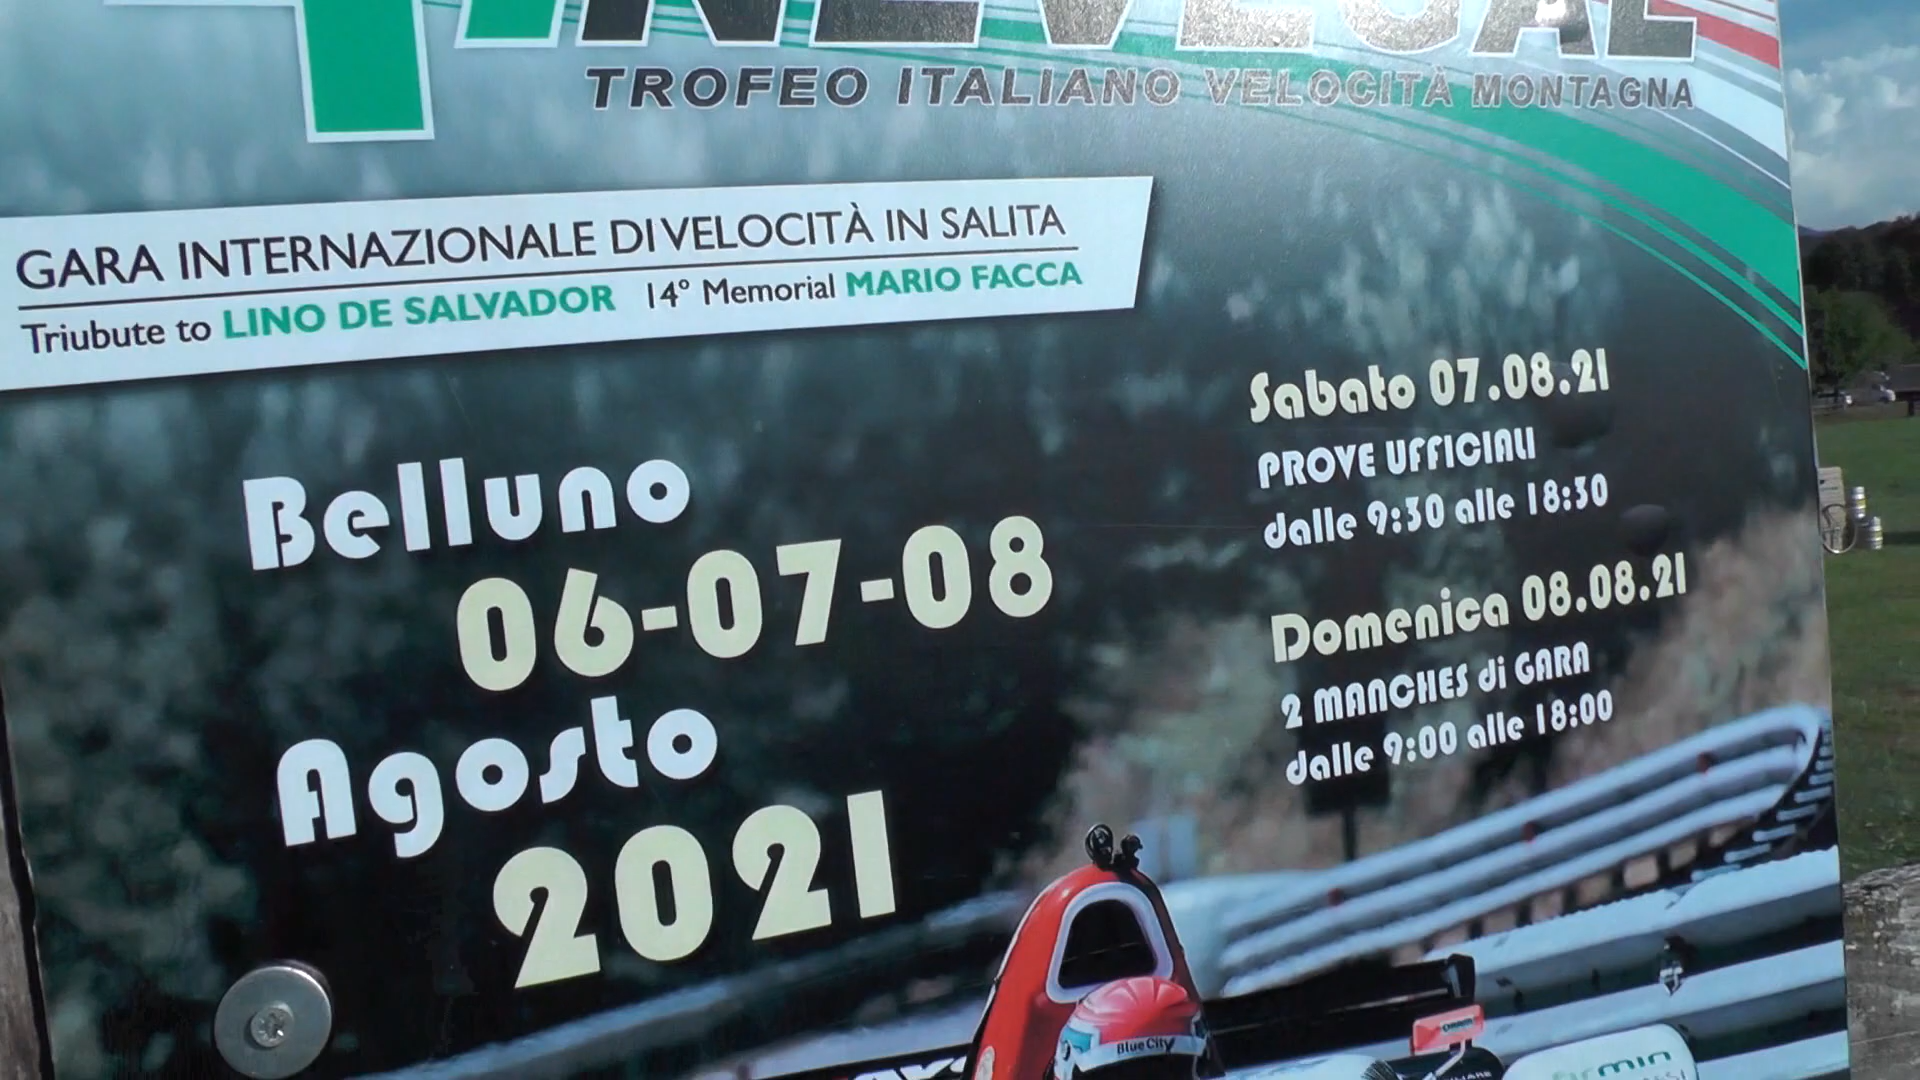 NEVEGAL
TROFEO ITALIANO VELOCITÀ MONTAGNA
GARA INTERNAZIONALE DI VELOCITÀ IN SALITA
Triubute to LINO DE SALVADOR 14° Memorial MARIO FACCA
Belluno
06-07-08
Agosto
2021
Sabato 07.08.21
PROVE UFFICIALI
dalle 9:30 alle 18:30
Domenica 08.08.21
2 MANCHES di GARA
dalle 9:00 alle 18:00
BlueCity